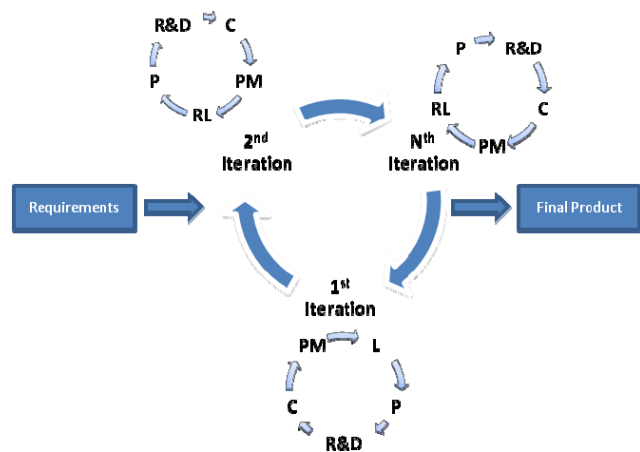 R&D C
P PM
RL
2nd
Iteration
P R&D
RL C
PM
Nth
Iteration
Requirements
Final Product
1st
Iteration
PM L
C P
R&D